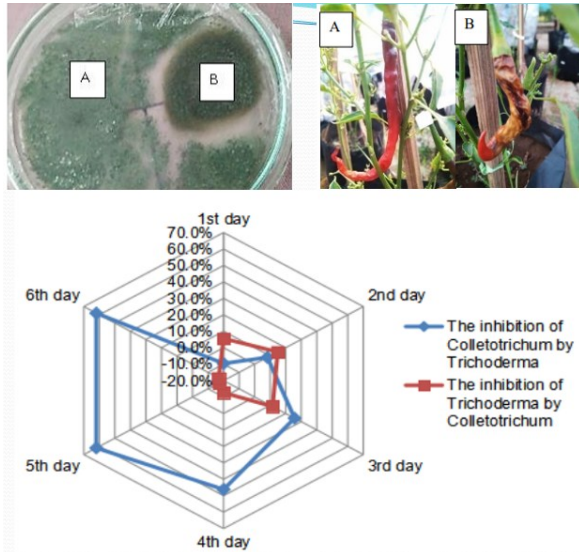 A
B
A
B
1st day
70.0%
60.0%
50.0%
40.0%
30.0%
20.0%
10.0%
0.0%
-10.0%
-20.0%
2nd day
3rd day
4th day
5th day
6th day
The inhibition of
Colletotrichum by
Trichoderma
The inhibition of
Trichoderma by
Colletotrichum